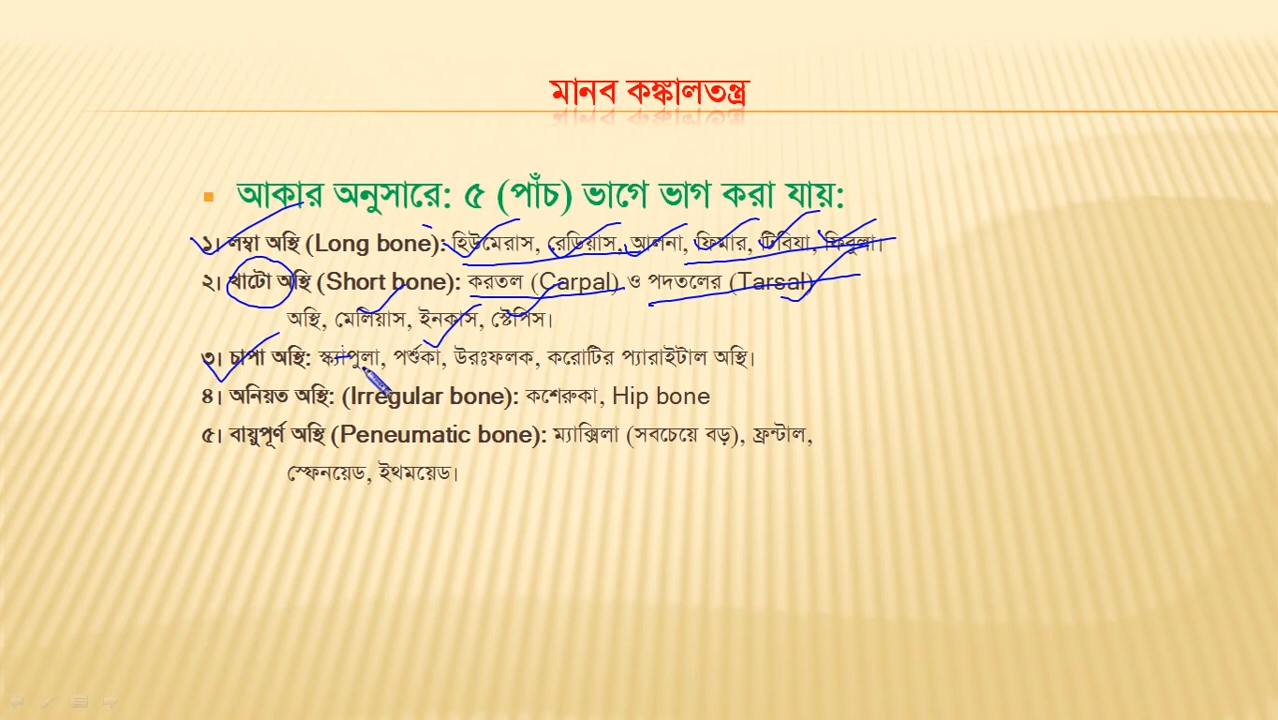 মানব কঙ্কালতন্ত্র
আকার অনুসারে: ৫ (পাঁচ) ভাগে ভাগ করা যায়:
১। লম্বা অস্থি (Long bone): হিউমেরাস, রেডিয়াস, আলনা, ফিমার, টিবিয়া, ফিবুলা।
২। খাটো অস্থি (Short bone): করতল (Carpal) ও পদতলের (Tarsal)
অস্থি, মেলিয়াস, ইনকাস, স্টেপিস।
৩। চাপা অস্থি: স্ক্যাপুলা, পর্শুকা, উরঃফলক, করোটির প্যারাইটাল অস্থি।
৪। অনিয়ত অস্থি: (Irregular bone): কশেরুকা, Hip bone
৫। বায়ুপূর্ণ অস্থি (Peneumatic bone): ম্যাক্সিলা (সবচেয়ে বড়), ফ্রন্টাল,
স্ফেনয়েড, ইথময়েড।